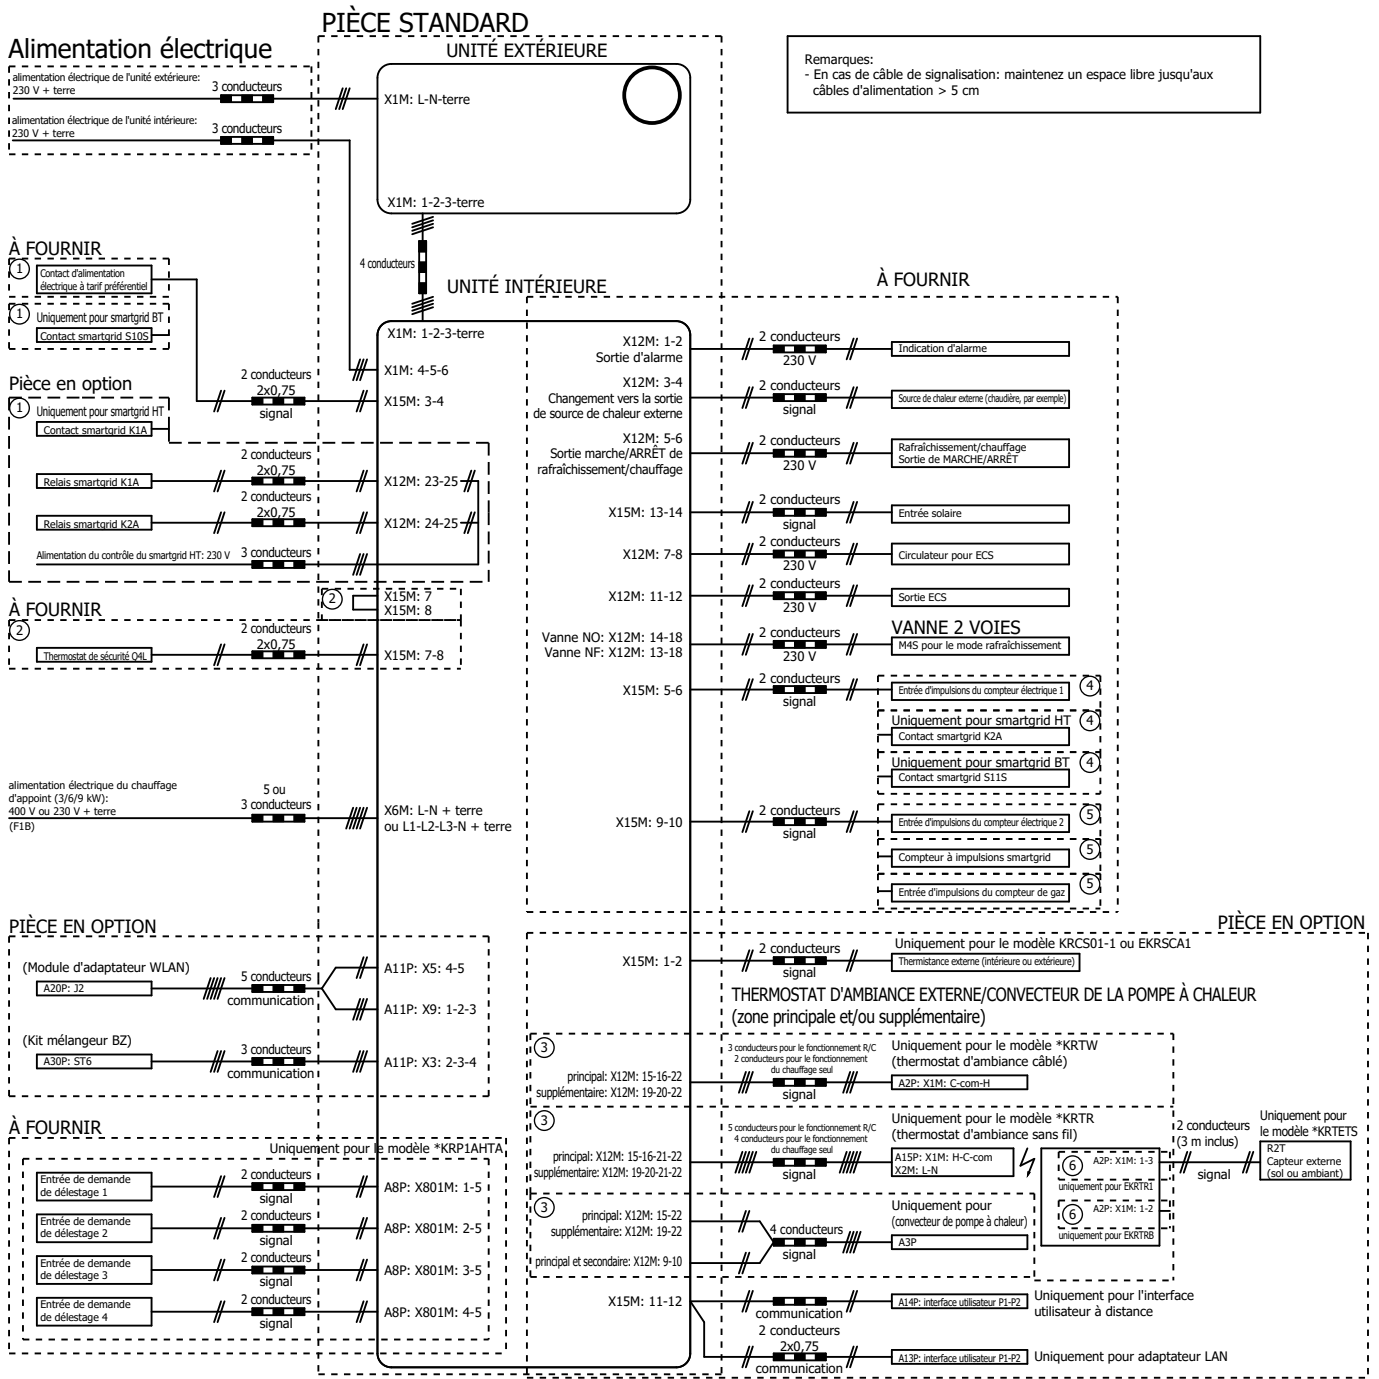 PIÈCE STANDARD
Alimentation électrique
alimentation électrique de l'unité extérieure:
230 V + terre
3 conducteurs
alimentation électrique de l'unité intérieure:
230 V + terre
3 conducteurs
UNITÉ EXTÉRIEURE
X1M: L-N-terre
X1M: 1-2-3-terre
Remarques:
- En cas de câble de signalisation: maintenez un espace libre jusqu'aux
câbles d'alimentation > 5 cm
4 conducteurs
À FOURNIR
1
Contact d'alimentation
électrique à tarif préférentiel
1
Uniquement pour smartgrid BT
Contact smartgrid S10S
UNITÉ INTÉRIEURE
X1M: 1-2-3-terre
X1M: 4-5-6
2 conducteurs
2x0,75
signal
X15M: 3-4
Pièce en option
1
Uniquement pour smartgrid HT
Contact smartgrid K1A
Relais smartgrid K1A
2 conducteurs
2x0,75
X12M: 23-25
Relais smartgrid K2A
2 conducteurs
2x0,75
X12M: 24-25
Alimentation du contrôle du smartgrid HT: 230 V
3 conducteurs
2
X15M: 7
X15M: 8
À FOURNIR
2
Thermostat de sécurité Q4L
2 conducteurs
2x0,75
X15M: 7-8
alimentation électrique du chauffage
d'appoint (3/6/9 kW):
400 V ou 230 V + terre
(F1B)
5 ou
3 conducteurs
X6M: L-N + terre
ou L1-L2-L3-N + terre
PIÈCE EN OPTION
(Module d'adaptateur WLAN)
A20P: J2
5 conducteurs
communication
A11P: X5: 4-5
A11P: X9: 1-2-3
(Kit mélangeur BZ)
A30P: ST6
3 conducteurs
communication
A11P: X3: 2-3-4
À FOURNIR
Uniquement pour le modèle *KRP1AHTA
Entrée de demande
de délestage 1
2 conducteurs
signal
A8P: X801M: 1-5
Entrée de demande
de délestage 2
2 conducteurs
signal
A8P: X801M: 2-5
Entrée de demande
de délestage 3
2 conducteurs
signal
A8P: X801M: 3-5
Entrée de demande
de délestage 4
2 conducteurs
signal
A8P: X801M: 4-5
À FOURNIR
X12M: 1-2
Sortie d'alarme
2 conducteurs
230 V
Indication d'alarme
X12M: 3-4
Changement vers la sortie
de source de chaleur externe
2 conducteurs
signal
Source de chaleur externe (chaudière, par exemple)
X12M: 5-6
Sortie marche/ARRÊT de
rafraîchissement/chauffage
2 conducteurs
230 V
Rafraîchissement/chauffage
Sortie de MARCHE/ARRÊT
X15M: 13-14
2 conducteurs
signal
Entrée solaire
X12M: 7-8
2 conducteurs
230 V
Circulateur pour ECS
X12M: 11-12
2 conducteurs
230 V
Sortie ECS
VANNE 2 VOIES
Vanne NO: X12M: 14-18
Vanne NF: X12M: 13-18
2 conducteurs
230 V
M4S pour le mode rafraîchissement
X15M: 5-6
2 conducteurs
signal
Entrée d'impulsions du compteur électrique 1
4
Uniquement pour smartgrid HT
Contact smartgrid K2A
4
Uniquement pour smartgrid BT
Contact smartgrid S11S
4
X15M: 9-10
2 conducteurs
signal
Entrée d'impulsions du compteur électrique 2
5
Compteur à impulsions smartgrid
5
Entrée d'impulsions du compteur de gaz
5
PIÈCE EN OPTION
X15M: 1-2
2 conducteurs
signal
Uniquement pour le modèle KRCS01-1 ou EKRSCA1
Thermistance externe (intérieure ou extérieure)
THERMOSTAT D'AMBIANCE EXTERNE/CONVECTEUR DE LA POMPE À CHALEUR
(zone principale et/ou supplémentaire)
3
principal: X12M: 15-16-22
supplémentaire: X12M: 19-20-22
3 conducteurs pour le fonctionnement R/C
2 conducteurs pour le fonctionnement
du chauffage seul
signal
Uniquement pour le modèle *KRTW
(thermostat d'ambiance câblé)
A2P: X1M: C-com-H
3
principal: X12M: 15-16-21-22
supplémentaire: X12M: 19-20-21-22
5 conducteurs pour le fonctionnement R/C
4 conducteurs pour le fonctionnement
du chauffage seul
signal
Uniquement pour le modèle *KRTR
(thermostat d'ambiance sans fil)
A15P: X1M: H-C-com
X2M: L-N
6
A2P: X1M: 1-3
uniquement pour EKRTR1
6
A2P: X1M: 1-2
uniquement pour EKRTRB
2 conducteurs
(3 m inclus)
signal
Uniquement pour
le modèle *KRTETS
R2T
Capteur externe
(sol ou ambiant)
3
principal: X12M: 15-22
supplémentaire: X12M: 19-22
principal et secondaire: X12M: 9-10
4 conducteurs
signal
Uniquement pour
(convecteur de pompe à chaleur)
A3P
X15M: 11-12
communication
A14P: interface utilisateur P1-P2
Uniquement pour l'interface
utilisateur à distance
2 conducteurs
2x0,75
communication
A13P: interface utilisateur P1-P2
Uniquement pour adaptateur LAN